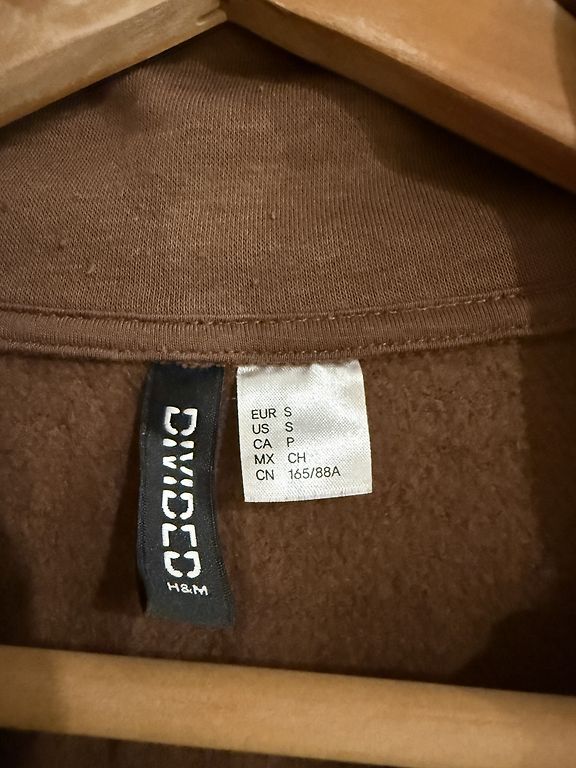 DIVIDED
H&M
EUR S
US S
CA P
MX CH
CN 165/88A